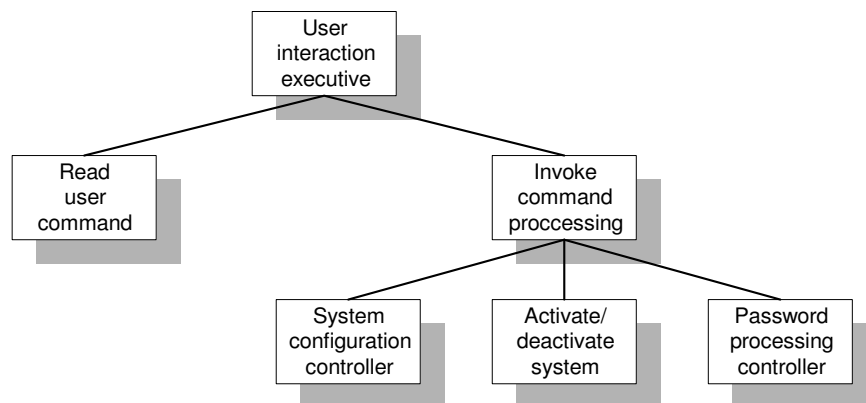 User
interaction
executive
Read
user
command
Invoke
command
proccessing
System
configuration
controller
Activate/
deactivate
system
Password
processing
controller